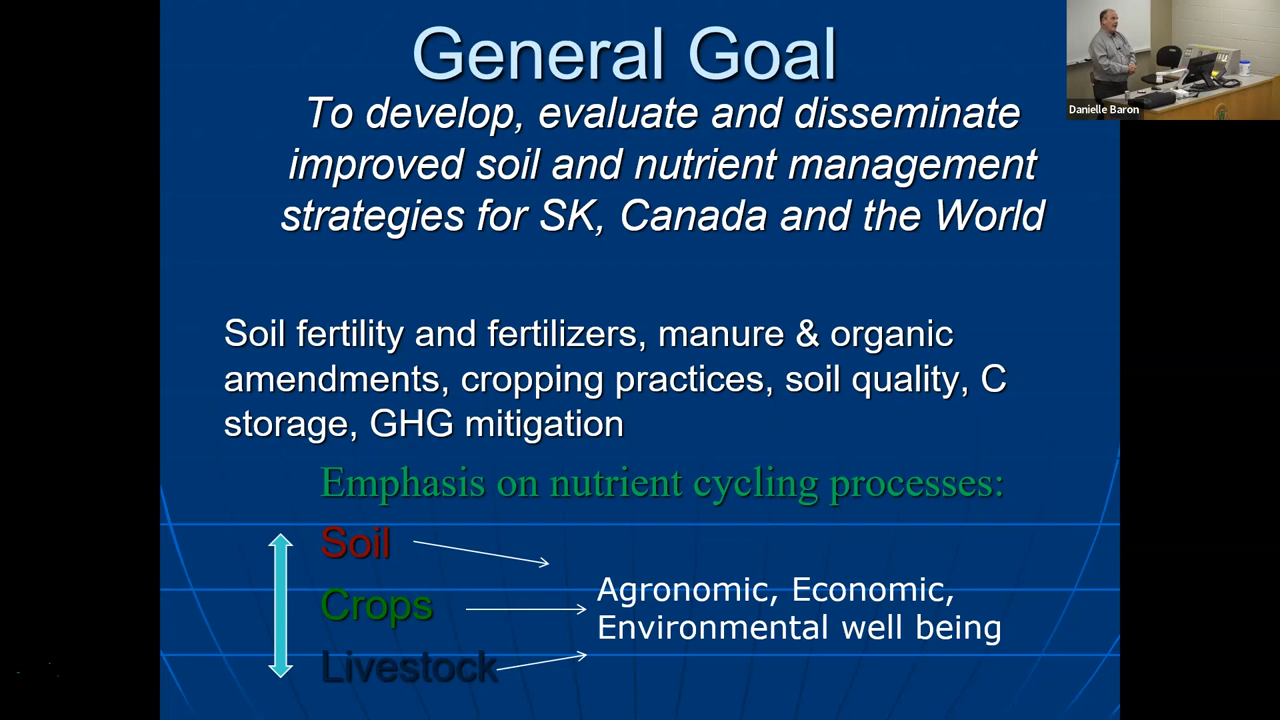 General Goal
To develop, evaluate and disseminate
improved soil and nutrient management
strategies for SK, Canada and the World
Danielle Baron
Soil fertility and fertilizers, manure & organic
amendments, cropping practices, soil quality, C
storage, GHG mitigation
Emphasis on nutrient cycling processes:
Soil
Crops
Livestock
Agronomic, Economic,
Environmental well being